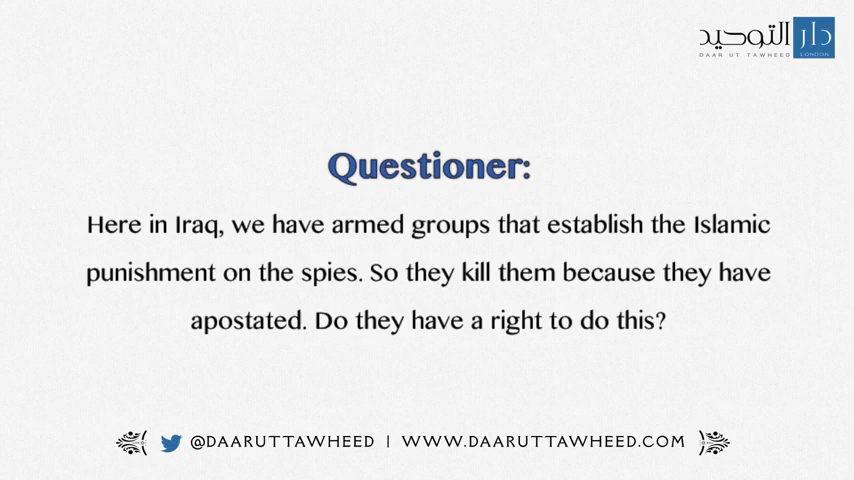 دار التوحيد
DAAR UT TAWHEED LONDON
Questioner:
Here in Iraq, we have armed groups that establish the Islamic
punishment on the spies. So they kill them because they have
apostated. Do they have a right to do this?
@DAARUTTAWHEED | WWW.DAARUTTAWHEED.COM